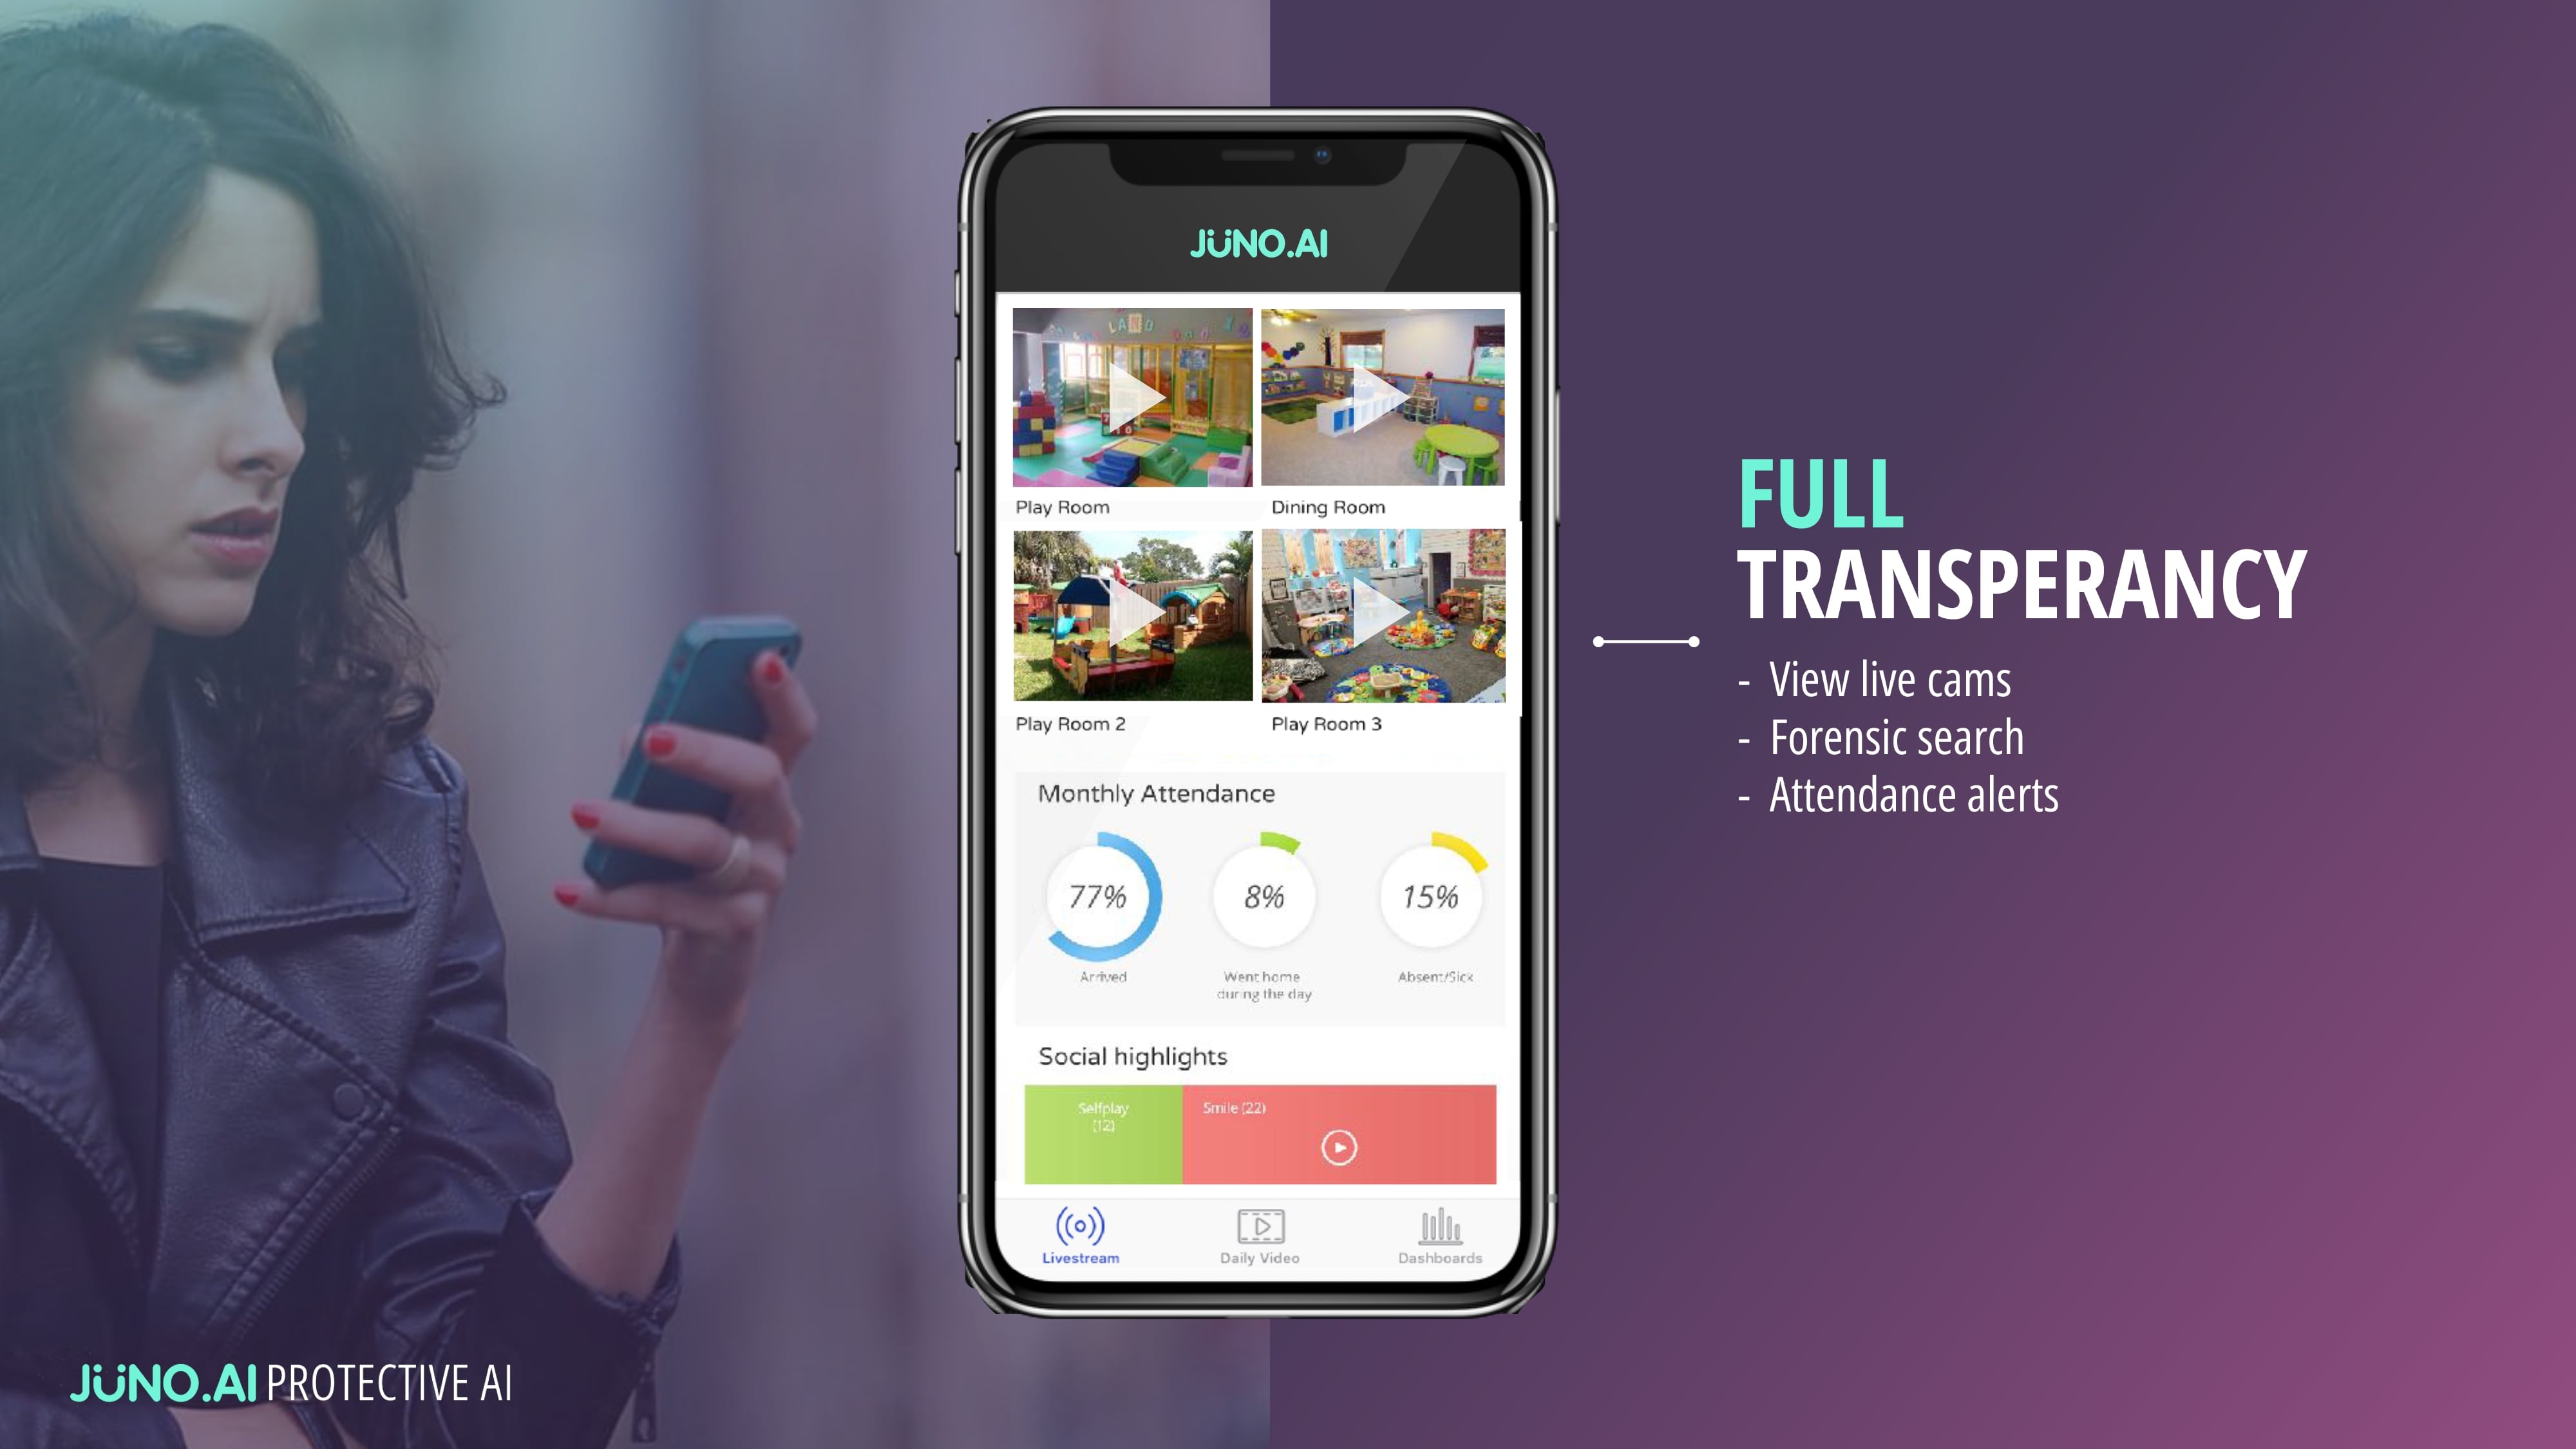 JUNO.AI
LAND
Play Room
Dining Room
Play Room 2
Play Room 3
Monthly Attendance
77%
8%
15%
Arrived
Went home
during the day
Absent/Sick
Social highlights
Selfplay
(12)
Smile (22)
Livestream
Daily Video
Dashboards
FULL
TRANSPERANCY
- View live cams
- Forensic search
- Attendance alerts
JUNO.AI PROTECTIVE AI